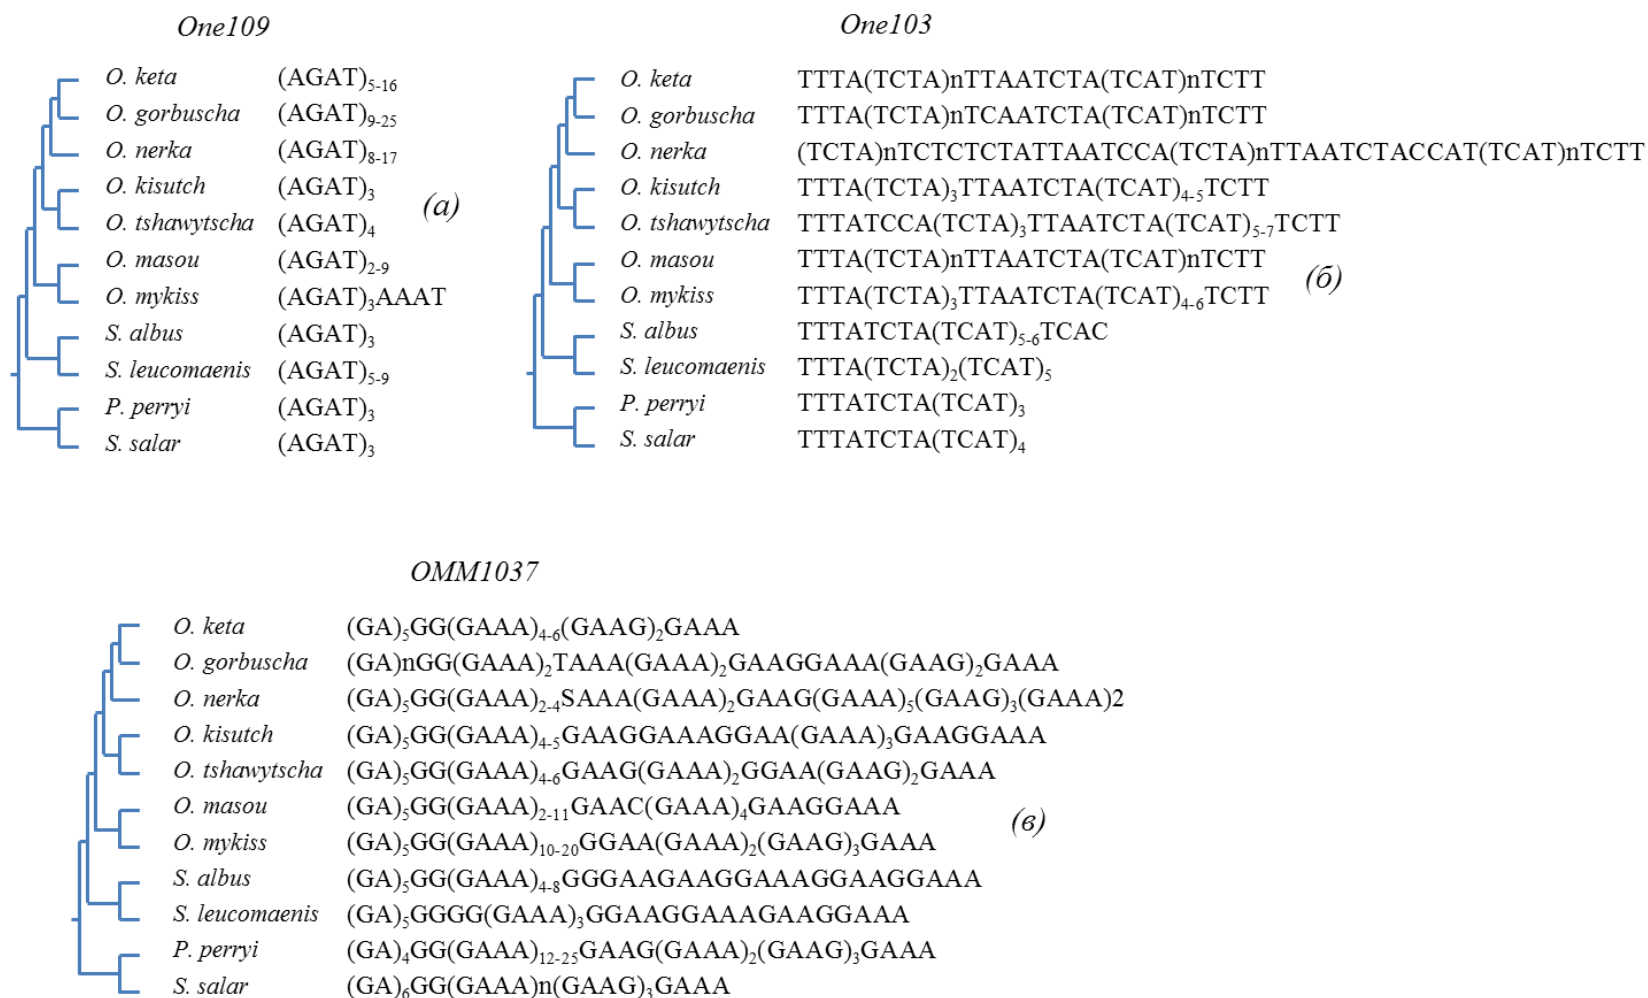 One109
O. keta (AGAT)5-16
O. gorbuscha (AGAT)9-25
O. nerka (AGAT)8-17
O. kisutch (AGAT)3
(а)
O. tshawytscha (AGAT)4
O. masou (AGAT)2-9
O. mykiss (AGAT)3AAAT
S. albus (AGAT)3
S. leucomaenis (AGAT)5-9
P. perryi (AGAT)3
S. salar (AGAT)3
One103
O. keta TTTA(TCTA)nTTAATCTA(TCAT)nTCTT
O. gorbuscha TTTA(TCTA)nTCAATCTA(TCAT)nTCTT
O. nerka (TCTA)nTCTCTCTATTAATCCA(TCTA)nTTAATCTACCAT(TCAT)nTCTT
O. kisutch TTTA(TCTA)3TTAATCTA(TCAT)4-5TCTT
O. tshawytscha TTTATCCA(TCTA)3TTAATCTA(TCAT)5-7TCTT
O. masou TTTA(TCTA)nTTAATCTA(TCAT)nTCTT
(б)
O. mykiss TTTA(TCTA)3TTAATCTA(TCAT)4-6TCTT
S. albus TTTATCTA(TCAT)5-6TCAC
S. leucomaenis TTTA(TCTA)2(TCAT)5
P. perryi TTTATCTA(TCAT)3
S. salar TTTATCTA(TCAT)4
OMM1037
O. keta (GA)5GG(GAAA)4-6(GAAG)2GAAA
O. gorbuscha (GA)nGG(GAAA)2TAAA(GAAA)2GAAGGAAA(GAAG)2GAAA
O. nerka (GA)5GG(GAAA)2-4SAAA(GAAA)2GAAG(GAAA)5(GAAG)3(GAAA)2
O. kisutch (GA)5GG(GAAA)4-5GAAGGAAAGGAA(GAAA)3GAAGGAAA
O. tshawytscha (GA)5GG(GAAA)4-6GAAG(GAAA)2GGAA(GAAG)2GAAA
O. masou (GA)5GG(GAAA)2-11GAAC(GAAA)4GAAGGAAA
(в)
O. mykiss (GA)5GG(GAAA)10-20GGAA(GAAA)2(GAAG)3GAAA
S. albus (GA)5GG(GAAA)4-8GGGAAGAAGGAAAGGAAGGAAA
S. leucomaenis (GA)5GGGG(GAAA)3GGAAGGAAAGAAGGAAA
P. perryi (GA)4GG(GAAA)12-25GAAG(GAAA)2(GAAG)3GAAA
S. salar (GA)6GG(GAAA)n(GAAG)3GAAA